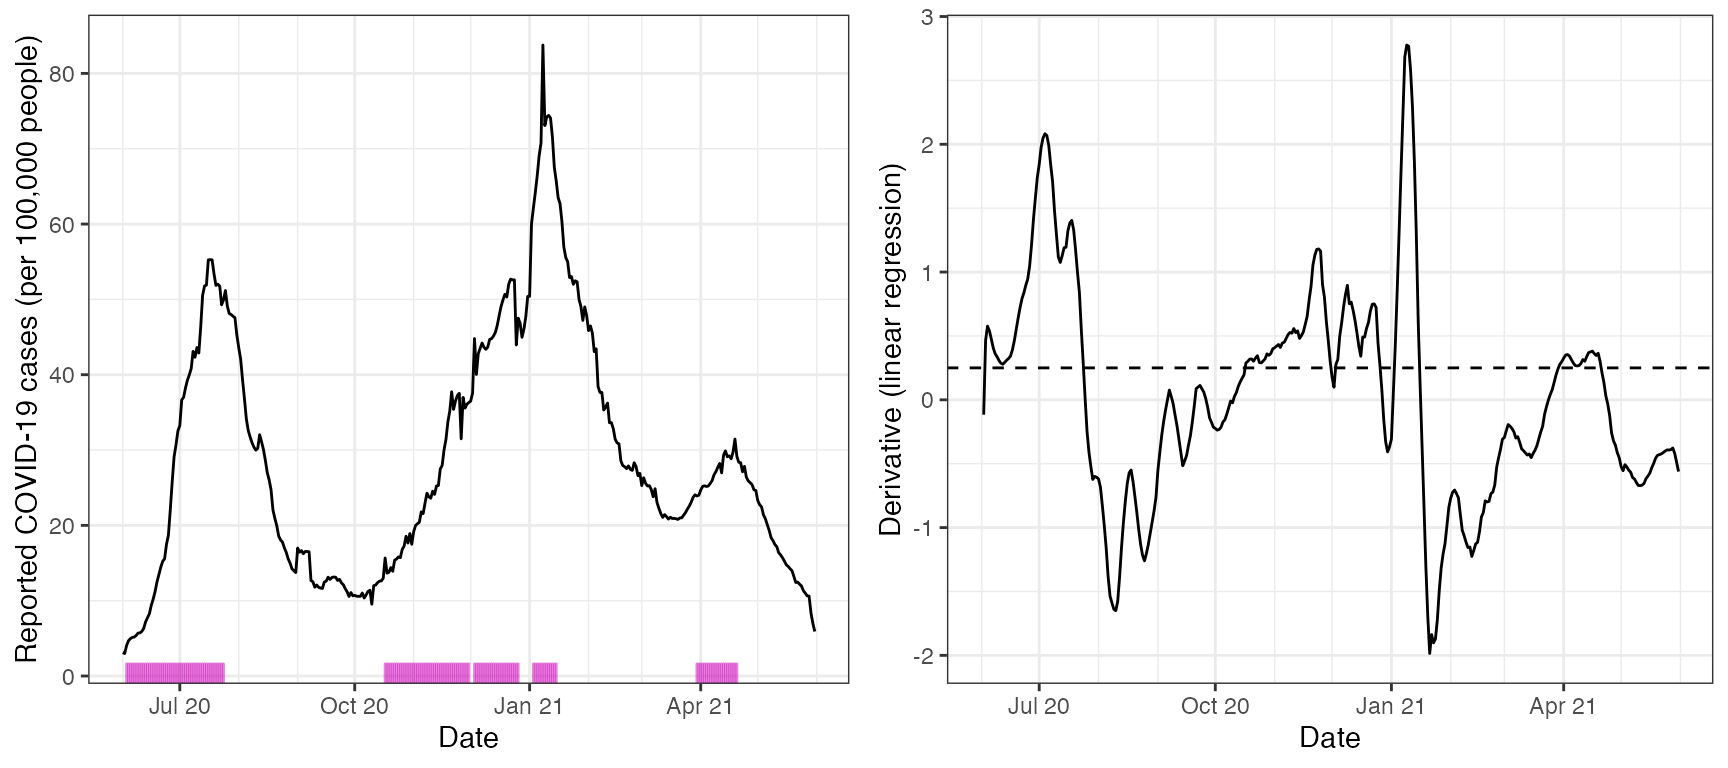 Reported COVID-19 cases (per 100,000 people)
80
60
40
20
0
Jul 20
Oct 20
Jan 21
Apr 21
Date
Derivative (linear regression)
3
2
1
0
-1
-2
Jul 20
Oct 20
Jan 21
Apr 21
Date